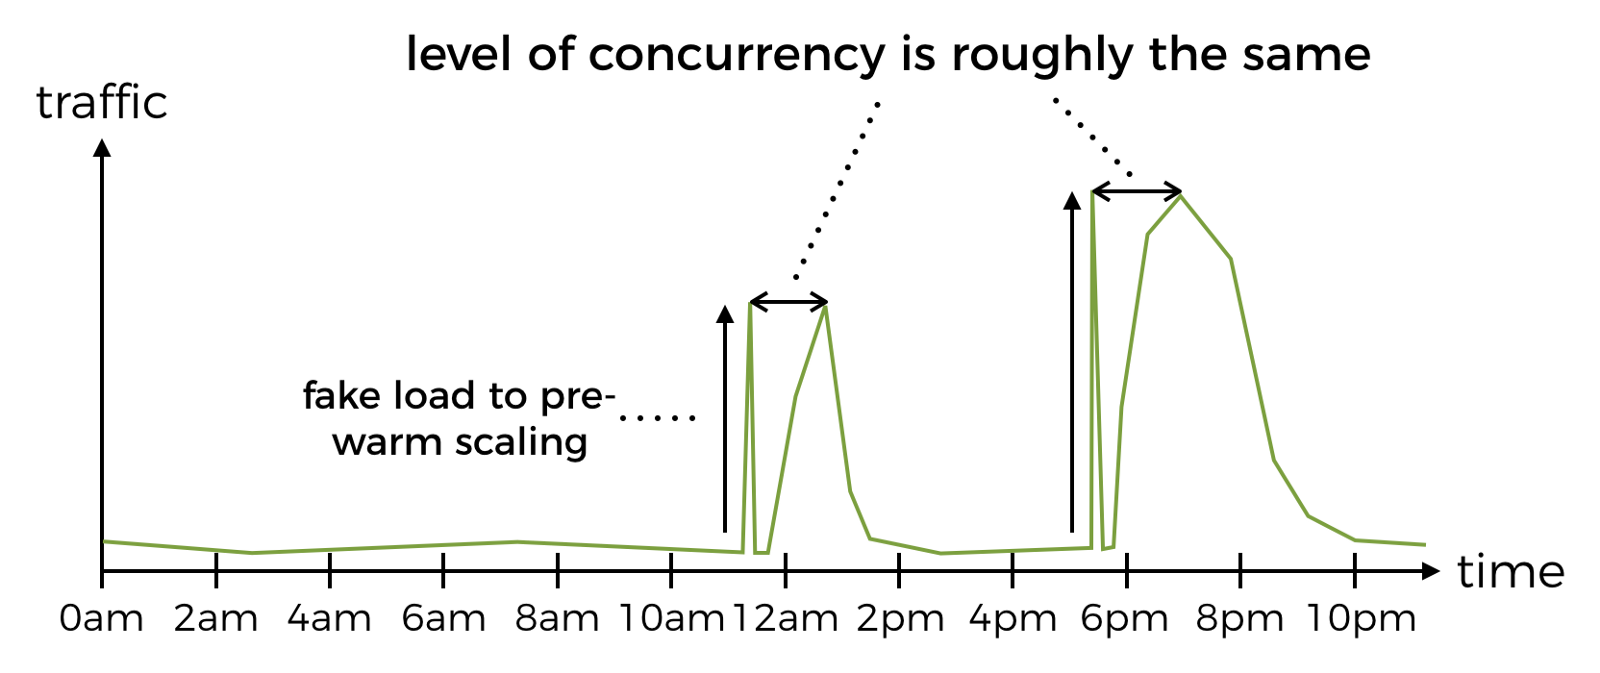 level of concurrency is roughly the same
traffic
fake load to pre-
warm scaling
time
0am 2am 4am 6am 8am 10am 12am 2pm 4pm 6pm 8pm 10pm